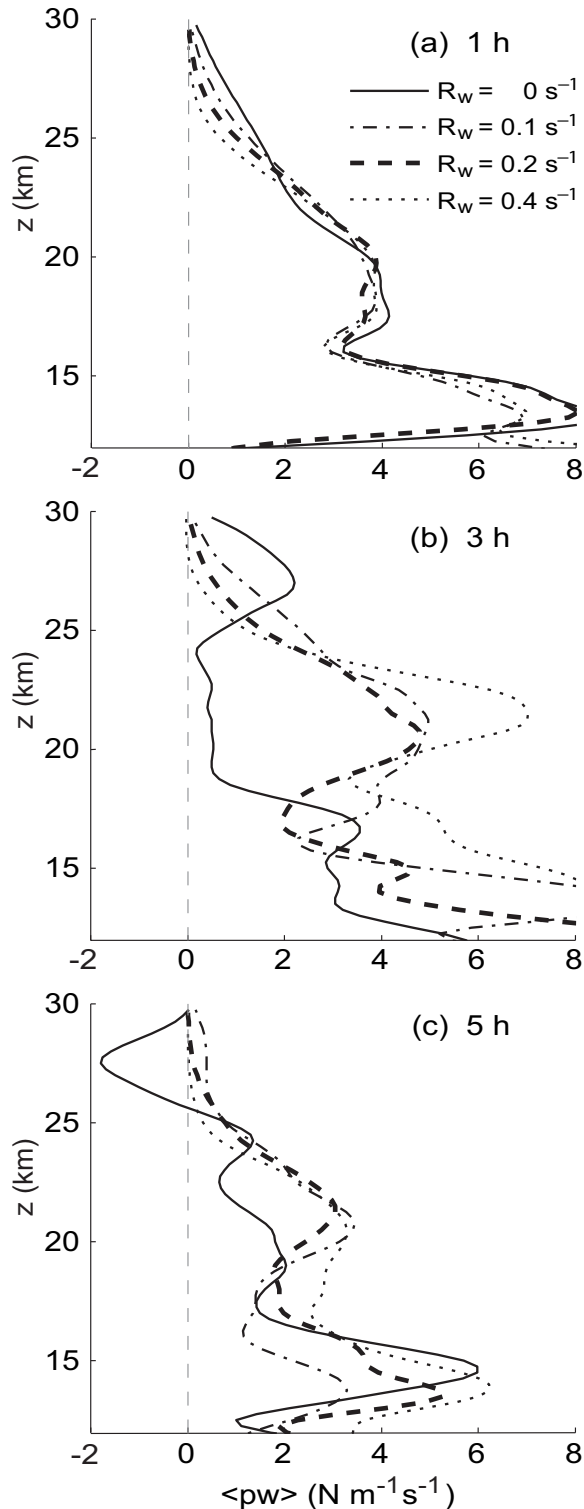 30
(a) 1 h
R_w = 0 s⁻¹
R_w = 0.1 s⁻¹
25
R_w = 0.2 s⁻¹
R_w = 0.4 s⁻¹
z (km)
20
15
-2 0 2 4 6 8
30
(b) 3 h
25
z (km)
20
15
-2 0 2 4 6 8
30
(c) 5 h
25
z (km)
20
15
-2 0 2 4 6 8
<pw> (N m⁻¹s⁻¹)